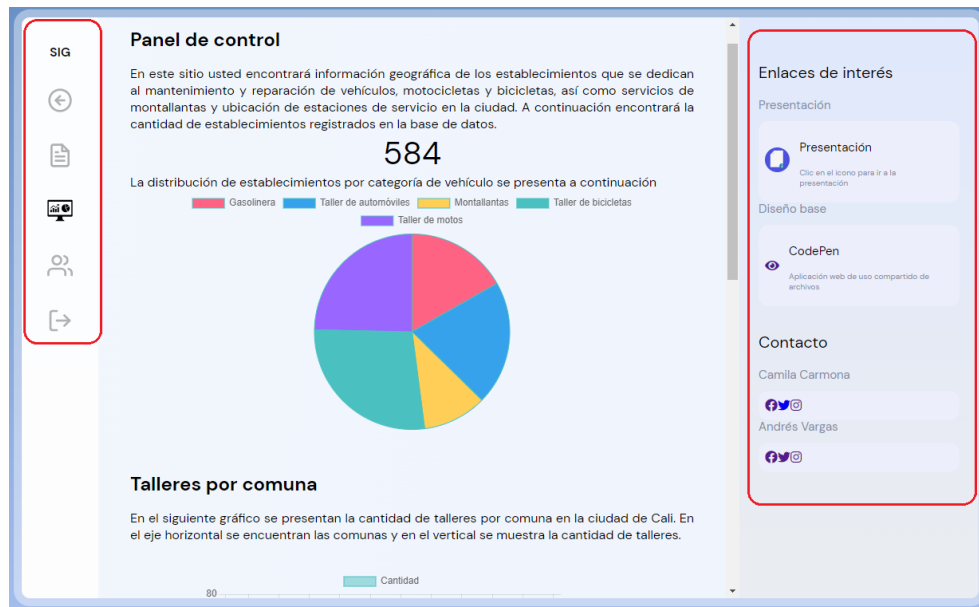 SIG
Panel de control
En este sitio usted encontrará información geográfica de los establecimientos que se dedican
al mantenimiento y reparación de vehículos, motocicletas y bicicletas, así como servicios de
montallantas y ubicación de estaciones de servicio en la ciudad. A continuación encontrará la
cantidad de establecimientos registrados en la base de datos.
584
La distribución de establecimientos por categoría de vehículo se presenta a continuación
Gasolinera Taller de automóviles Montallantas Taller de bicicletas
Taller de motos
Talleres por comuna
En el siguiente gráfico se presentan la cantidad de talleres por comuna en la ciudad de Cali. En
el eje horizontal se encuentran las comunas y en el vertical se muestra la cantidad de talleres.
Cantidad
80
Enlaces de interés
Presentación
Presentación
Clic en el icono para ir a la
presentación
Diseño base
CodePen
Aplicación web de uso compartido de
archivos
Contacto
Camila Carmona
Andrés Vargas